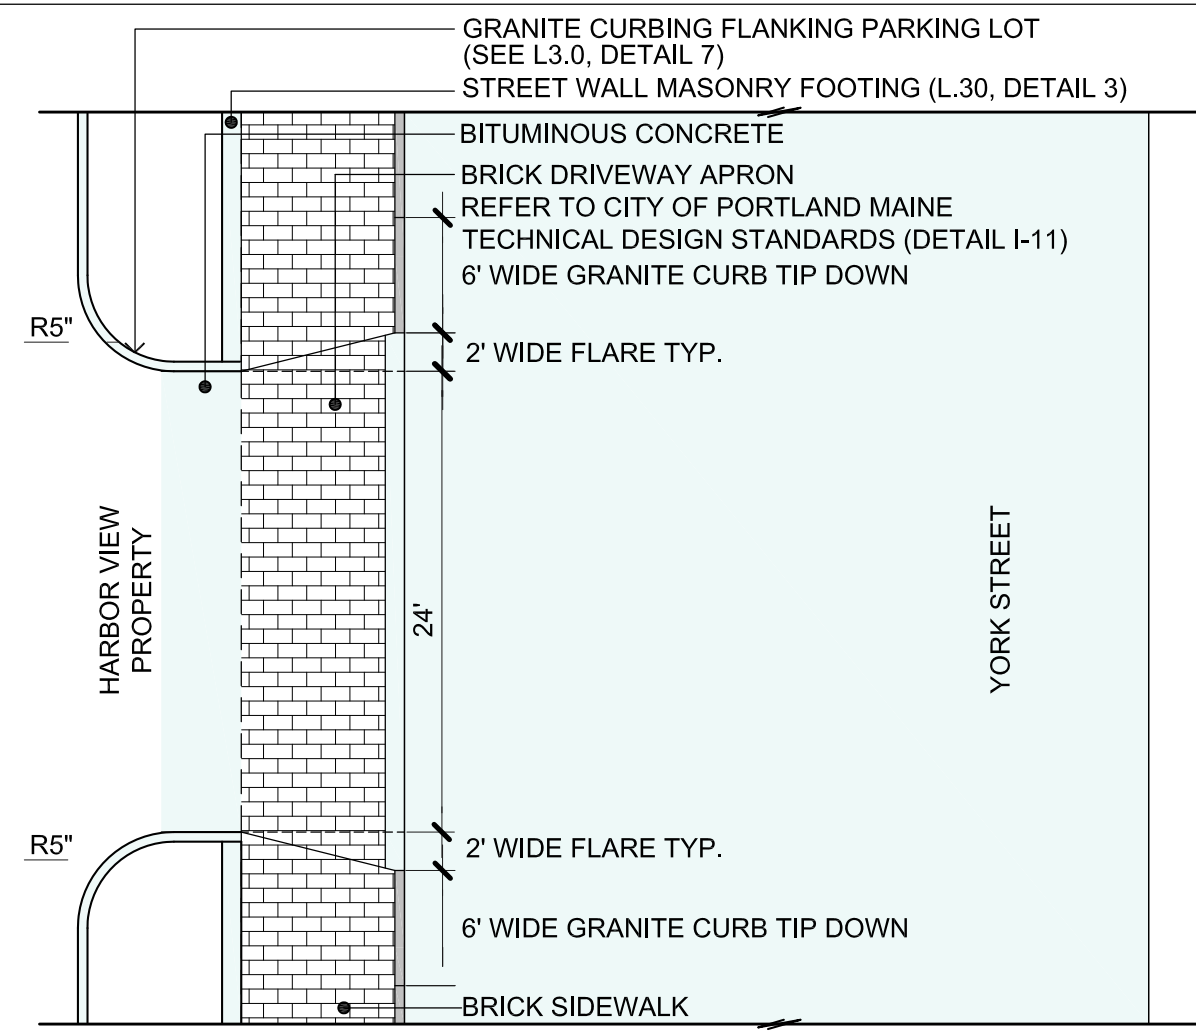 GRANITE CURBING FLANKING PARKING LOT
(SEE L3.0, DETAIL 7)
STREET WALL MASONRY FOOTING (L.30, DETAIL 3)
BITUMINOUS CONCRETE
BRICK DRIVEWAY APRON
REFER TO CITY OF PORTLAND MAINE
TECHNICAL DESIGN STANDARDS (DETAIL I-11)
6' WIDE GRANITE CURB TIP DOWN
R5"
2' WIDE FLARE TYP.
HARBOR VIEW
PROPERTY
24'
YORK STREET
R5"
2' WIDE FLARE TYP.
6' WIDE GRANITE CURB TIP DOWN
BRICK SIDEWALK